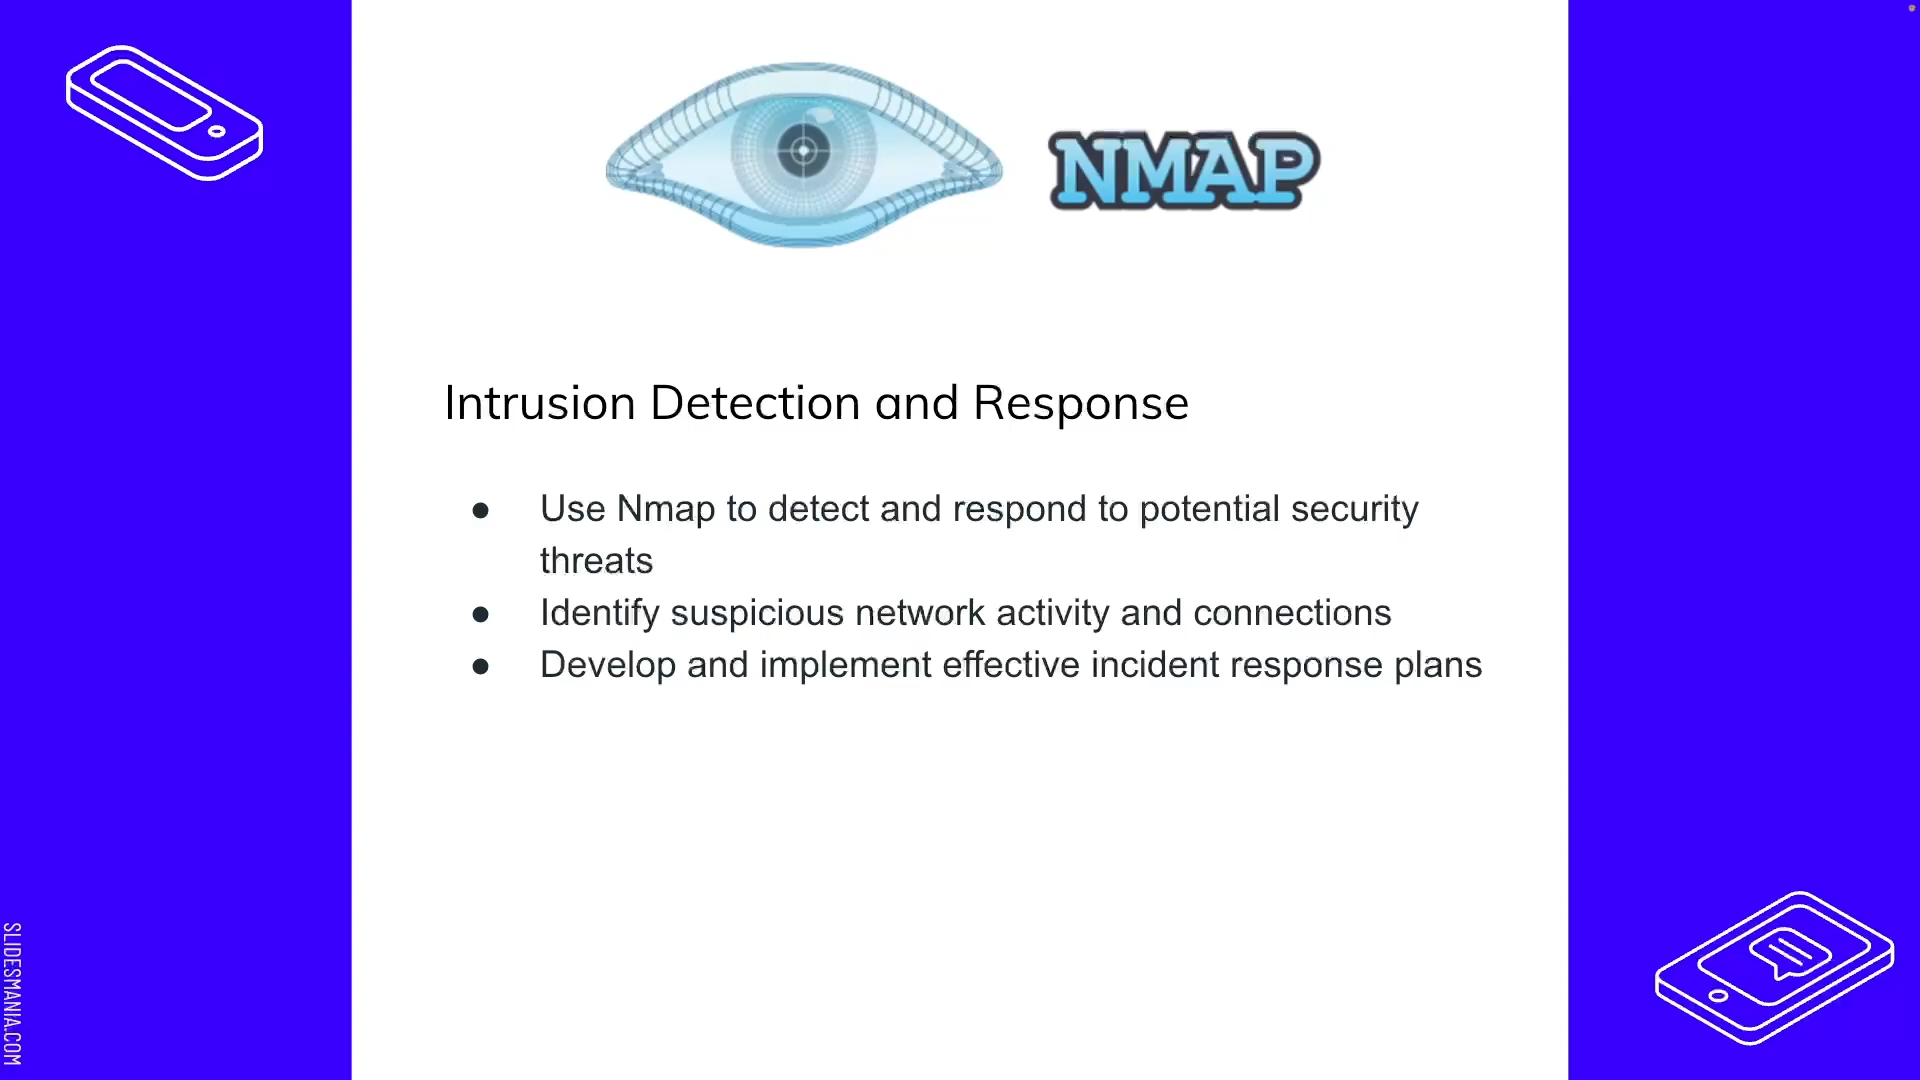 NMAP
Intrusion Detection and Response
● Use Nmap to detect and respond to potential security
threats
● Identify suspicious network activity and connections
● Develop and implement effective incident response plans
SLIDESMANIA.COM